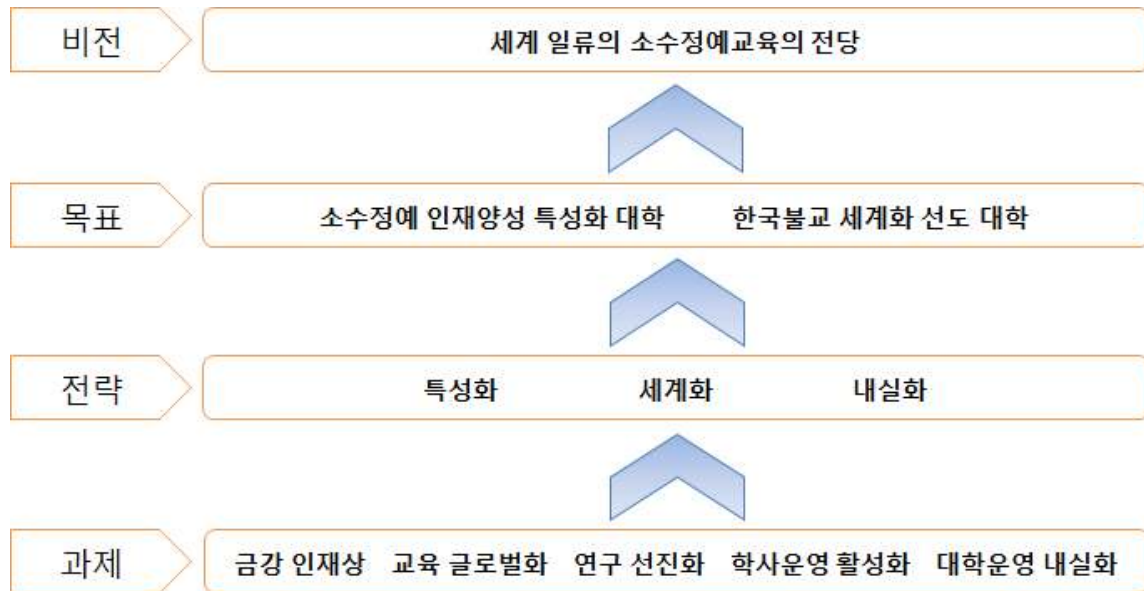 비전
세계 일류의 소수정예교육의 전당
목표
소수정예 인재양성 특성화 대학 한국불교 세계화 선도 대학
전략
특성화 세계화 내실화
과제
금강 인재상 교육 글로벌화 연구 선진화 학사운영 활성화 대학운영 내실화